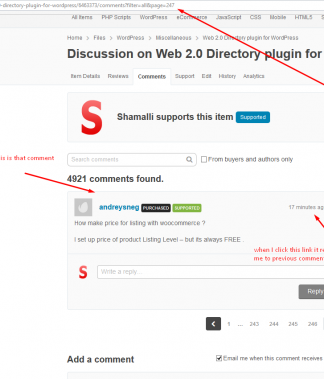 -directory-plugin-for-wordpress/6463373/comments?filter=all&page=247
All Items PHP Scripts WordPress eCommerce JavaScript CSS Mobile HTML5
Home > Files > WordPress > Miscellaneous > Web 2.0 Directory plugin for WordPress
Discussion on Web 2.0 Directory plugin for
Item Details Reviews Comments Support Edit History Analytics
Shamalli supports this item Supported
Search comments
From buyers and authors only
is is that comment
4921 comments found.
andreysneg PURCHASED SUPPORTED
17 minutes ag
How make price for listing with woocommerce ?
I set up price of product Listing Level – but its always FREE .
when I click this link it re
me to previous commen
Write a reply ...
Reply
1 ... 243 244 245 246
Add a comment
Email me when this comment receives